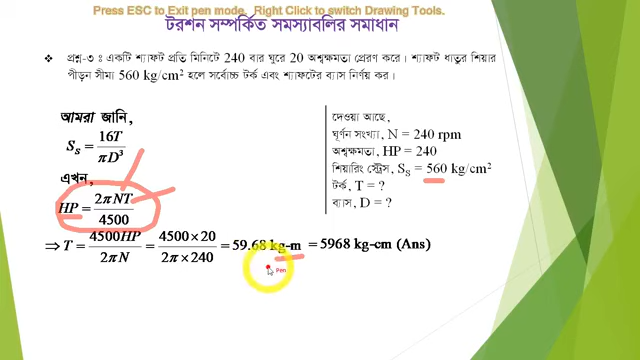 Press ESC to Exit pen mode. Right Click to switch Drawing Tools.
টরশন সম্পর্কিত সমস্যাবলির সমাধান
❖ প্রশ্ন-৩ ঃ একটি শ্যাফট প্রতি মিনিটে 240 বার ঘুরে 20 অশ্বক্ষমতা প্রেরণ করে। শ্যাফট ধাতুর শিয়ার
পীড়ন সীমা 560 kg/cm² হলে সর্বোচ্চ টর্ক এবং শ্যাফটের ব্যাস নির্ণয় কর।
আমরা জানি,
S_s = 16T / πD³
এখন,
HP = 2πNT / 4500
⇒ T = 4500HP / 2πN = 4500×20 / 2π×240 = 59.68 kg-m = 5968 kg-cm (Ans)
Pen
দেওয়া আছে,
ঘূর্ণন সংখ্যা, N = 240 rpm
অশ্বক্ষমতা, HP = 240
শিয়ারিং স্ট্রেস, S_S = 560 kg/cm²
টর্ক, T = ?
ব্যাস, D = ?